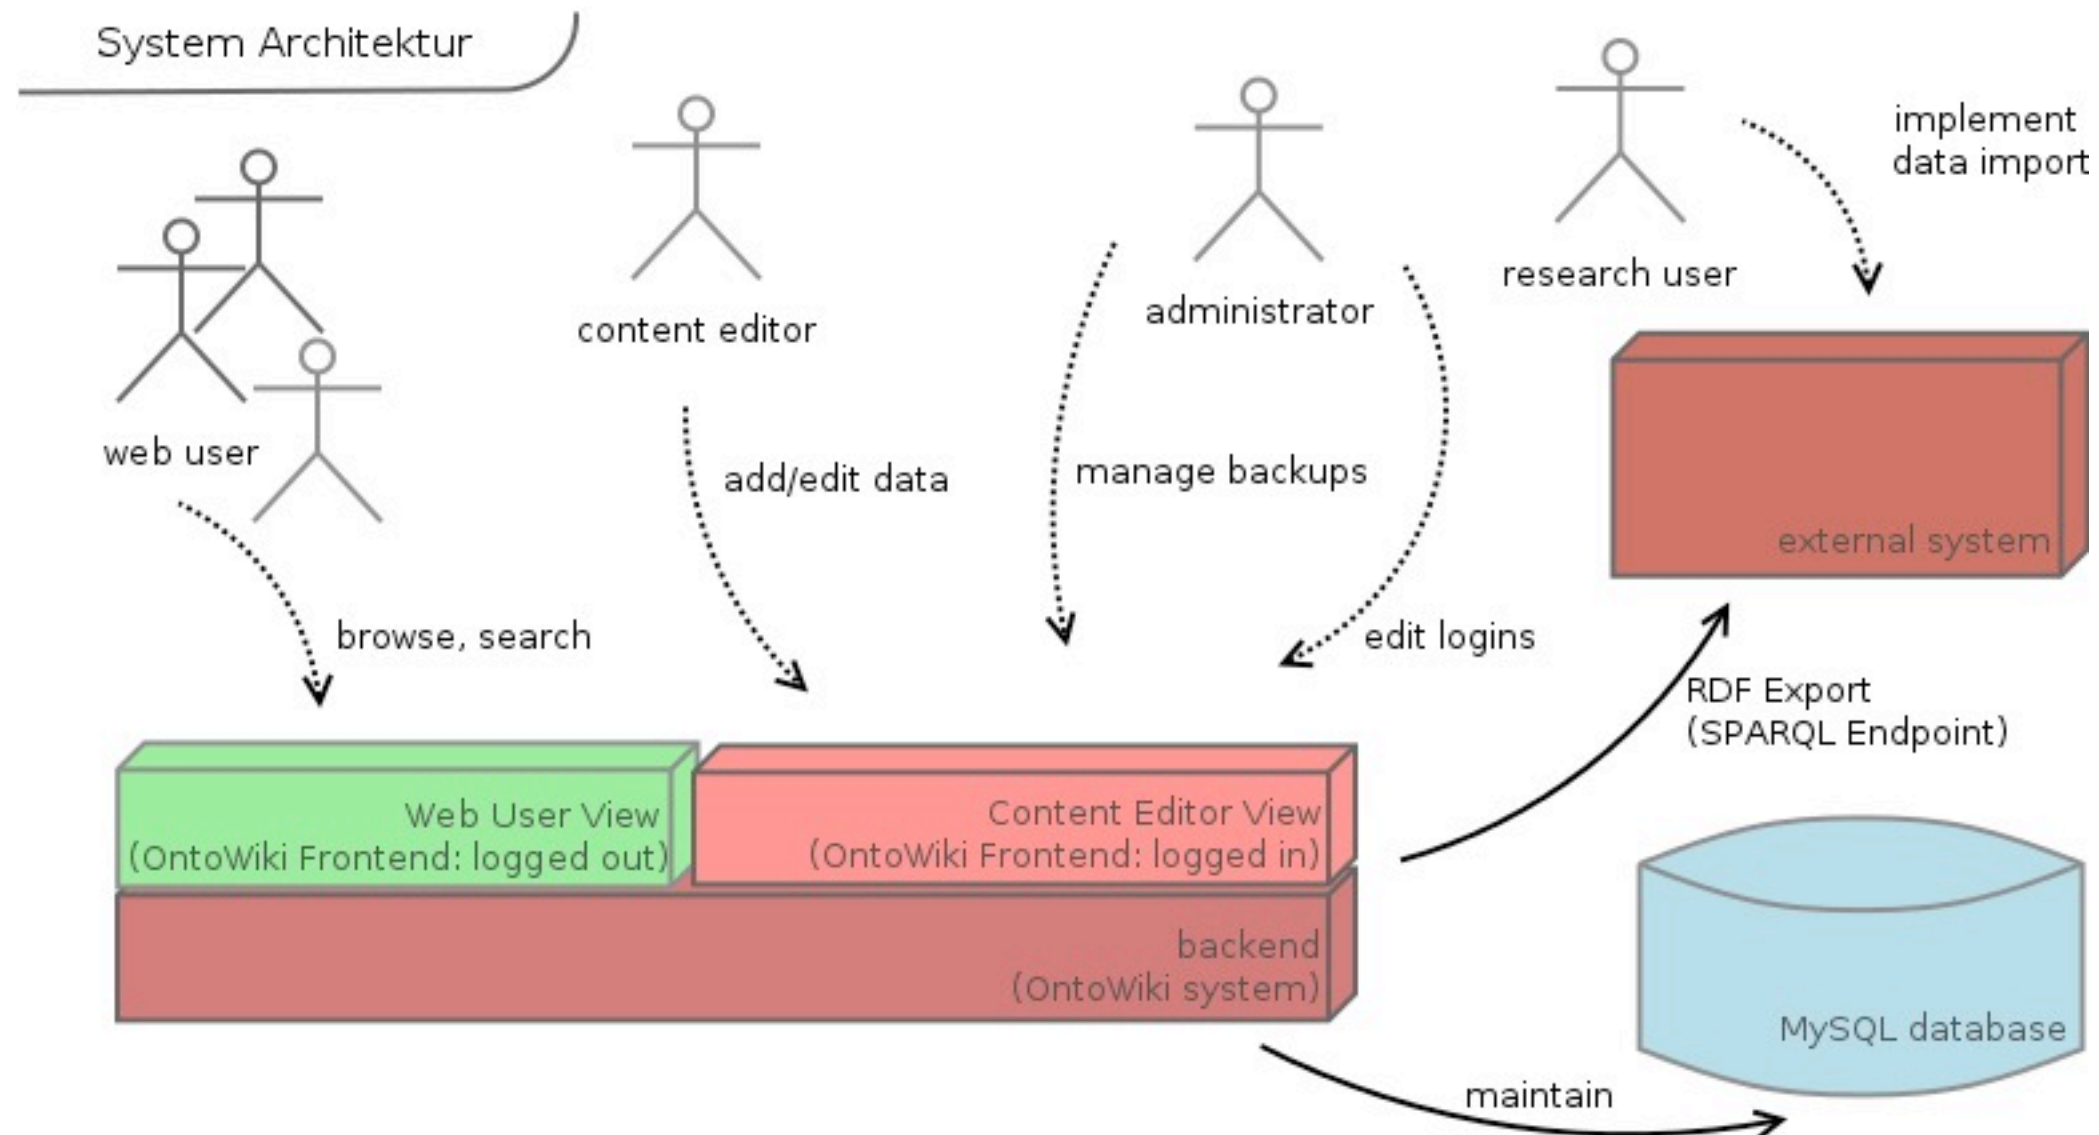 System Architektur
implement
data import
research user
administrator
content editor
web user
manage backups
add/edit data
external system
browse, search
edit logins
RDF Export
(SPARQL Endpoint)
Web User View
(OntoWiki Frontend: logged out)
Content Editor View
(OntoWiki Frontend: logged in)
backend
(OntoWiki system)
MySQL database
maintain